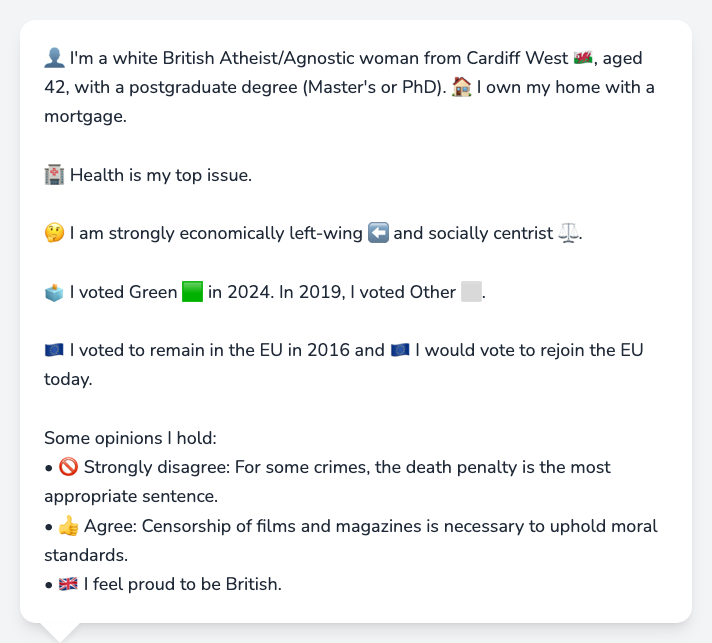 👤 I'm a white British Atheist/Agnostic woman from Cardiff West 🏴󠁧󠁢󠁷󠁬󠁳󠁿, aged
42, with a postgraduate degree (Master's or PhD). 🏠 I own my home with a
mortgage.
🏥 Health is my top issue.
🤔 I am strongly economically left-wing ⬅️ and socially centrist ⚖️.
🗳️ I voted Green 🟩 in 2024. In 2019, I voted Other ⬜.
🇪🇺 I voted to remain in the EU in 2016 and 🇪🇺 I would vote to rejoin the EU
today.
Some opinions I hold:
• 🚫 Strongly disagree: For some crimes, the death penalty is the most
appropriate sentence.
• 👍 Agree: Censorship of films and magazines is necessary to uphold moral
standards.
• 🇬🇧 I feel proud to be British.